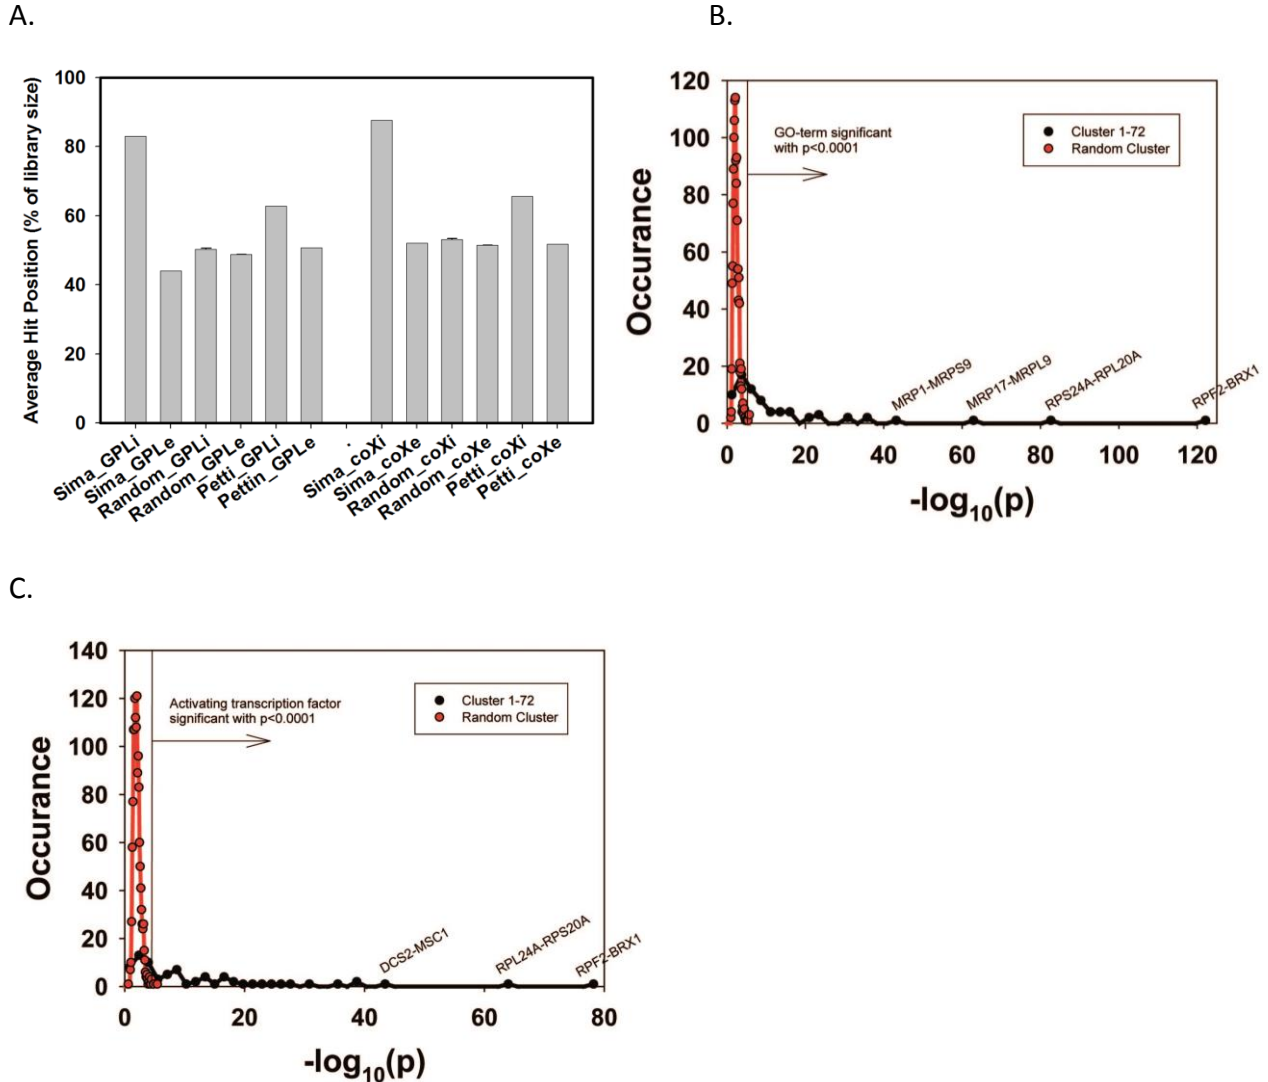 A.
B.
Average Hit Position (% of library size)
100
80
60
40
20
0
Sima_GPLi
Sima_GPLe
Random_GPLi
Random_GPLe
Petti_GPLi
Pettin_GPLe
.
Sima_coXi
Sima_coXe
Random_coXi
Random_coXe
Petti_coXi
Petti_coXe
Occurance
120
100
80
60
40
20
0
GO-term significant
with p<0.0001
Cluster 1-72
Random Cluster
MRP1-MRPS9
MRP17-MRPL9
RPS24A-RPL20A
RPF2-BRX1
0 20 40 60 80 100 120
-log10(p)
C.
Occurance
140
120
100
80
60
40
20
0
Activating transcription factor
significant with p<0.0001
Cluster 1-72
Random Cluster
DCS2-MSC1
RPL24A-RPS20A
RPF2-BRX1
0 20 40 60 80
-log10(p)